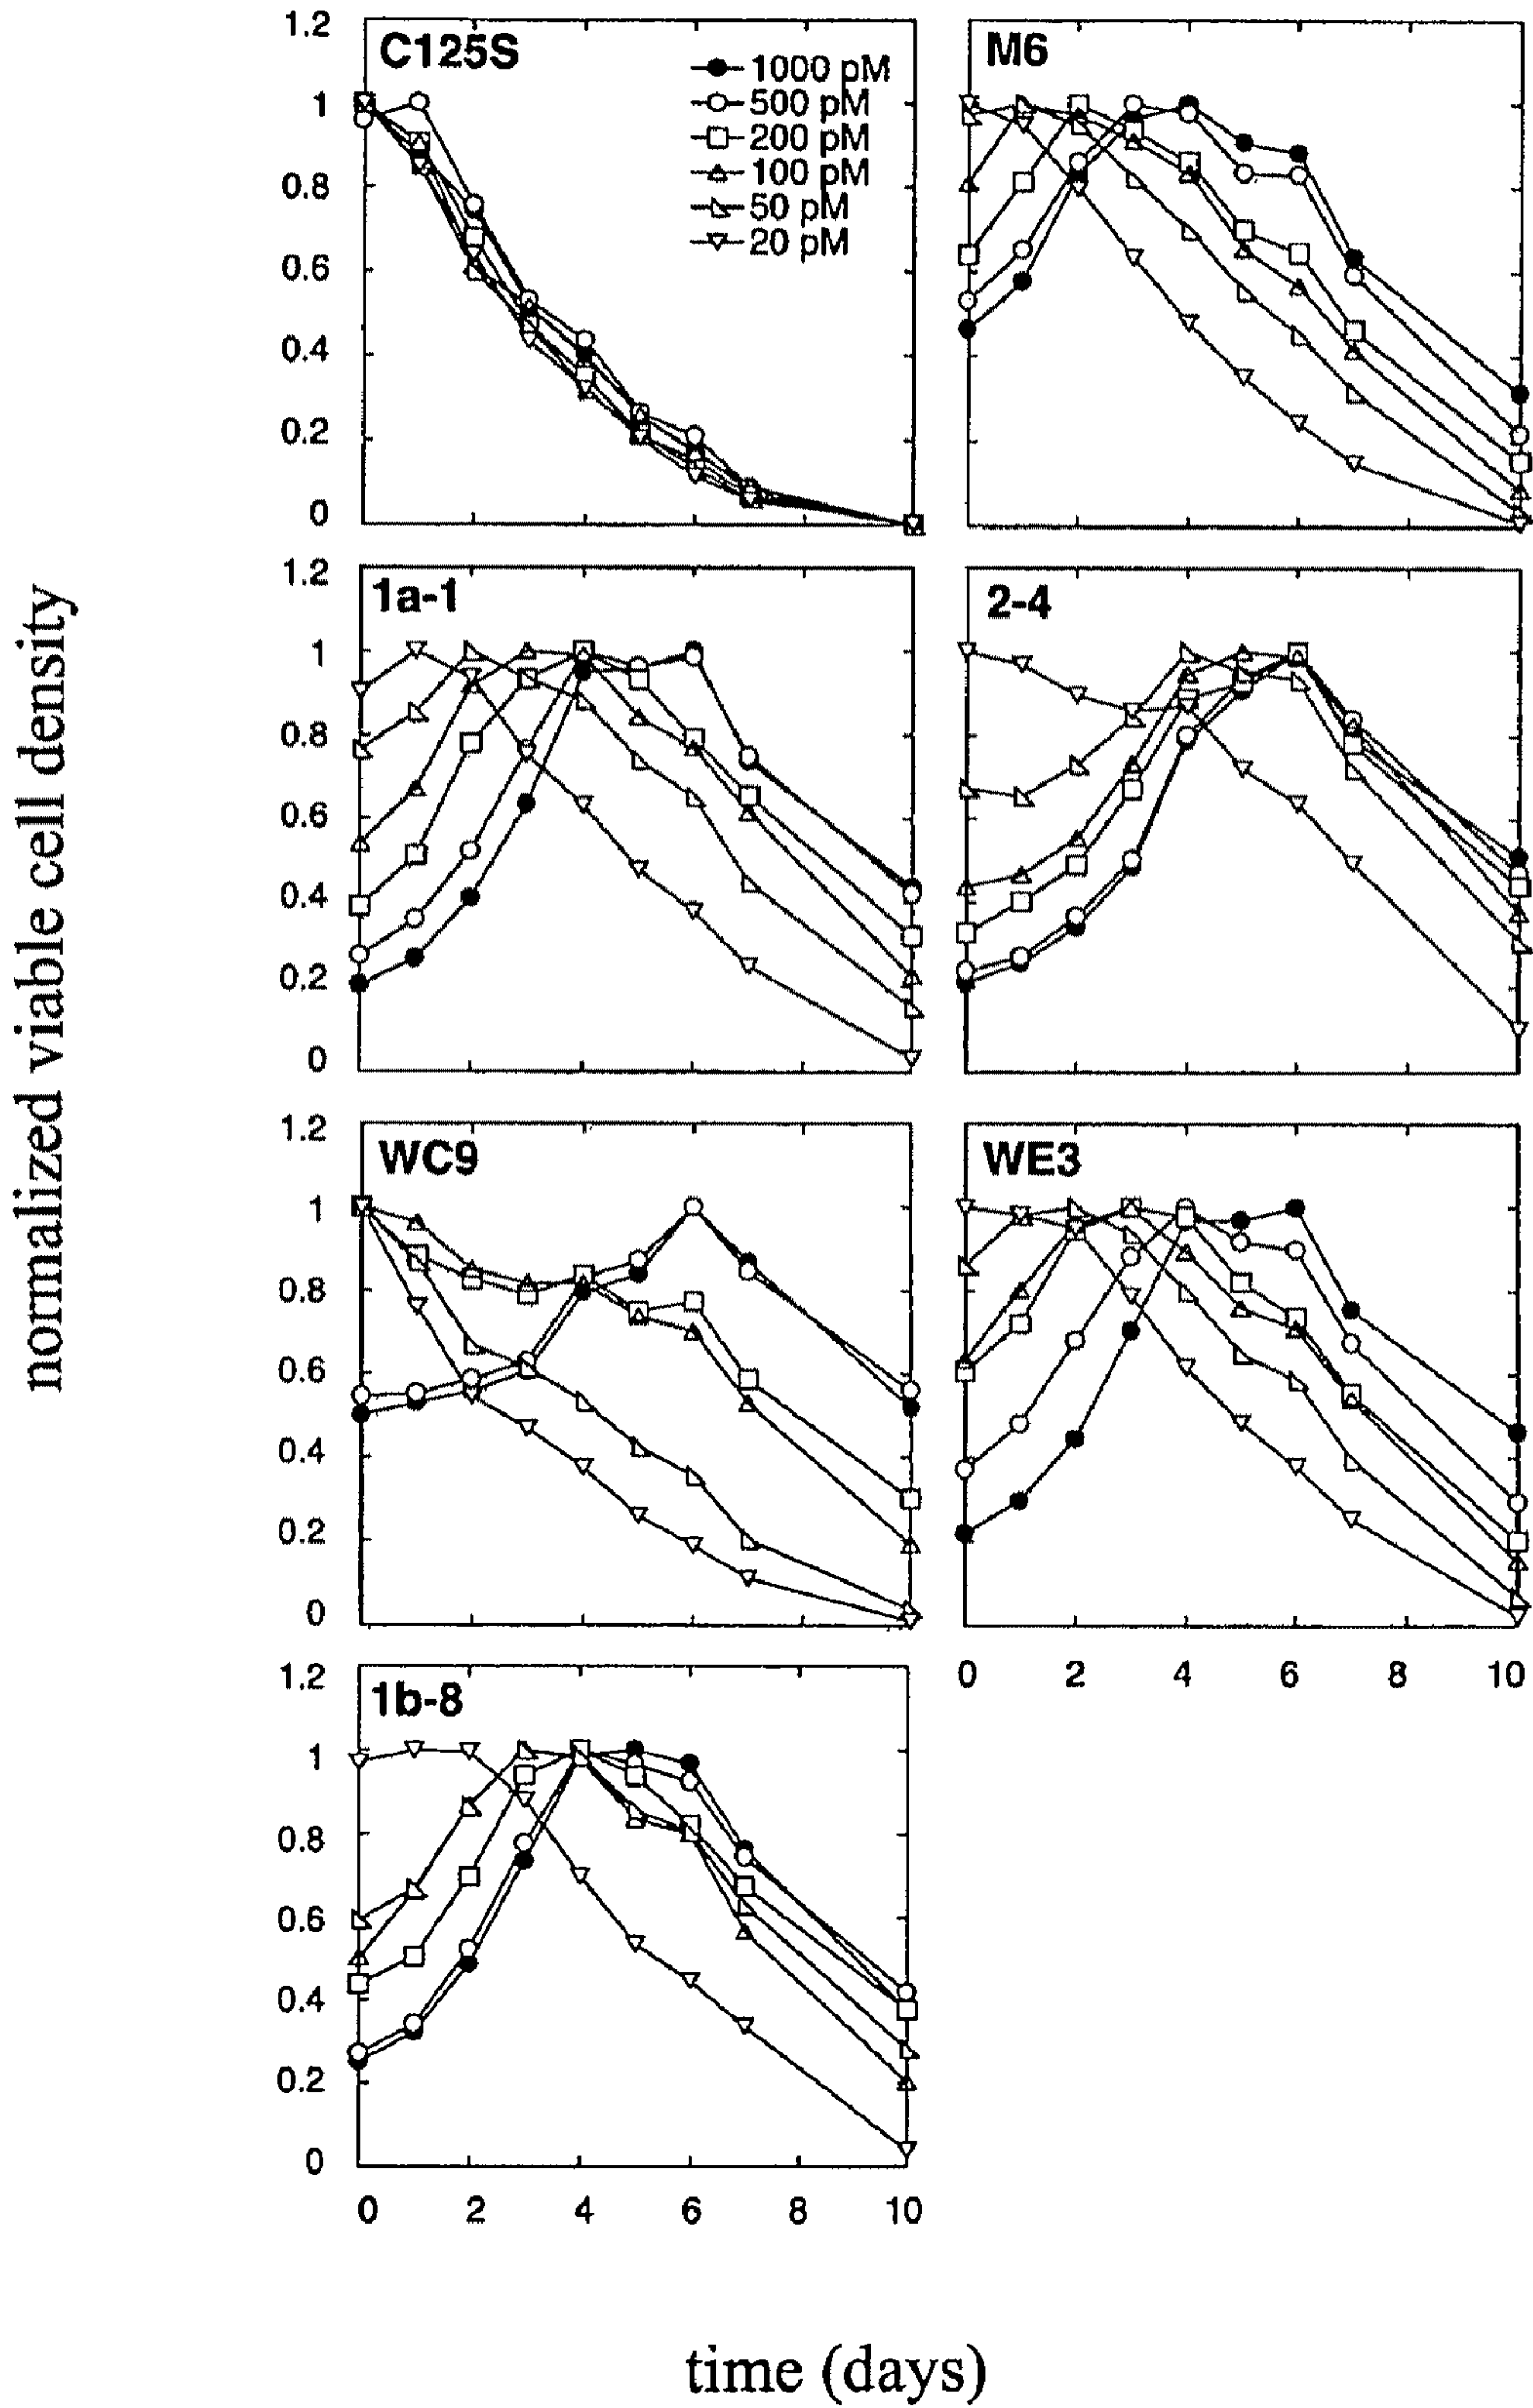 normalized viable cell density
1.2
1
0.8
0.6
0.4
0.2
0
C125S
1000 pM
500 pM
200 pM
100 pM
50 pM
20 pM
M6
1.2
1
0.8
0.6
0.4
0.2
0
1a-1
2-4
1.2
1
0.8
0.6
0.4
0.2
0
WC9
WE3
0 2 4 6 8 10
1.2
1
0.8
0.6
0.4
0.2
0
1b-8
0 2 4 6 8 10
time (days)